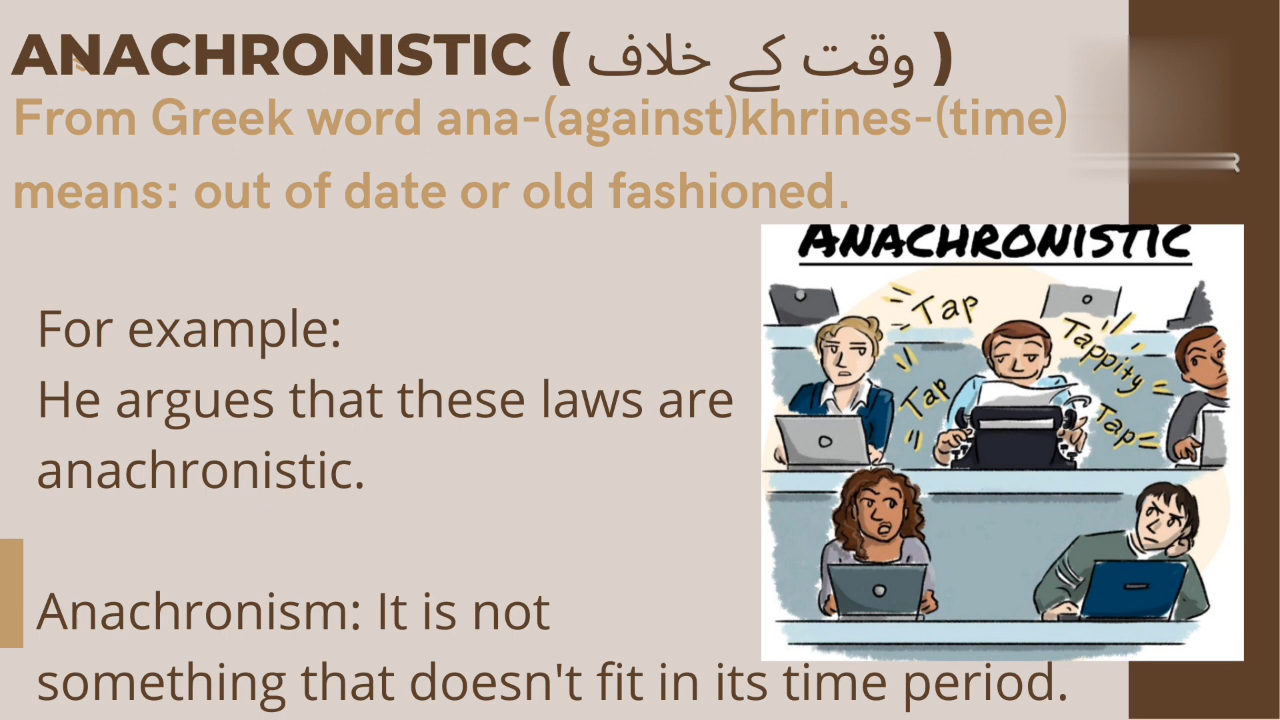 ANACHRONISTIC ( وقت کے خلاف )
From Greek word ana-(against)khrines-(time)
means: out of date or old fashioned.
ANACHRONISTIC
Tap
Tappity
Tap
Tap
For example:
He argues that these laws are
anachronistic.
Anachronism: It is not
something that doesn't fit in its time period.